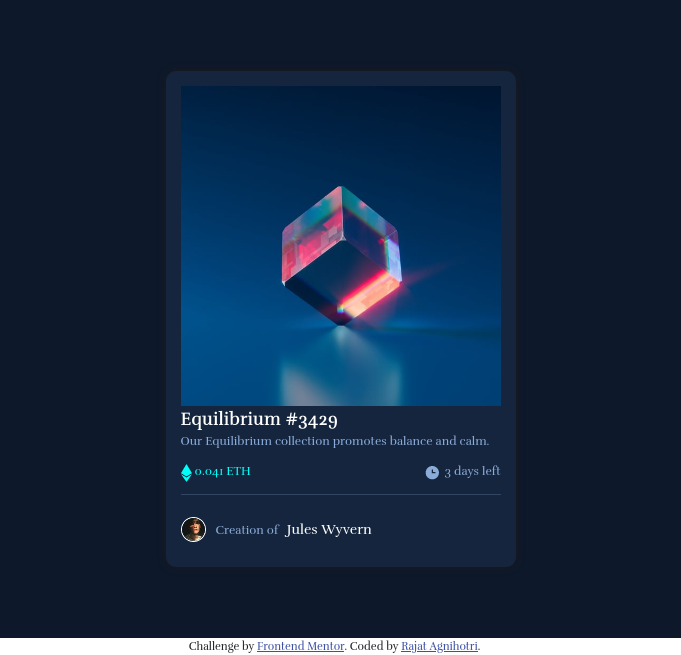 Equilibrium #3429
Our Equilibrium collection promotes balance and calm.
0.041 ETH 3 days left
Creation of Jules Wyvern
Challenge by Frontend Mentor. Coded by Rajat Agnihotri.